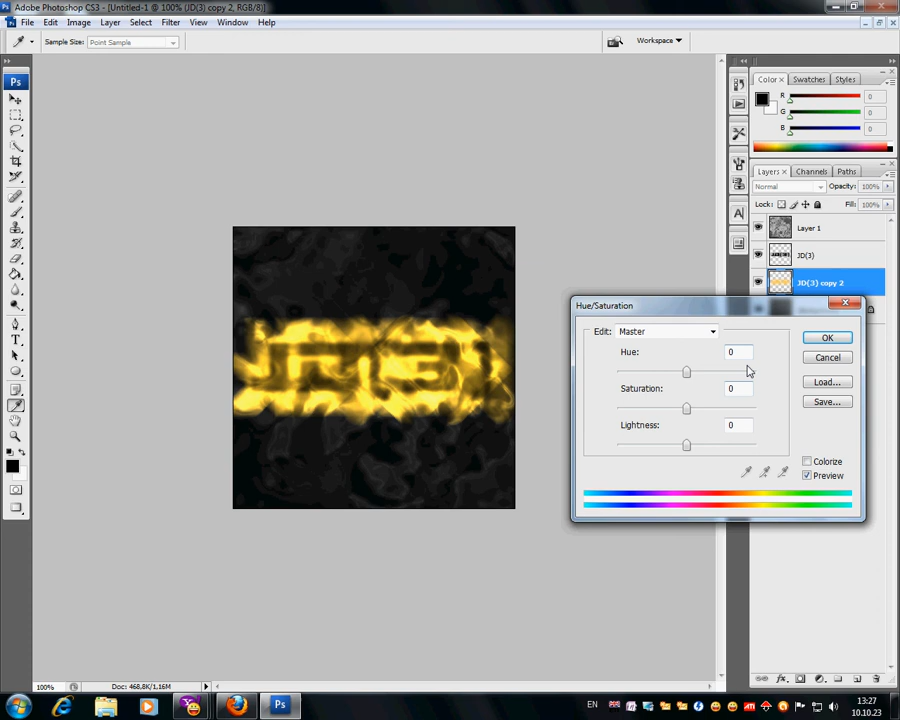 Adobe Photoshop CS3 - [Untitled-1 @ 100% (JD(3) copy 2, RGB/8)]
File Edit Image Layer Select Filter View Window Help
Sample Size: Point Sample
Workspace
Ps
Color Swatches Styles
R 0
G 0
B 0
Layers Channels Paths
Normal Opacity: 100%
Lock: Fill: 100%
Layer 1
JD(3)
JD(3) copy 2
Hue/Saturation
Edit: Master
OK
Hue: 0
Cancel
Saturation: 0
Load...
Save...
Lightness: 0
Colorize
Preview
100% Doc: 468,8K/1,16M
Ps
EN
13:27
10.10.23